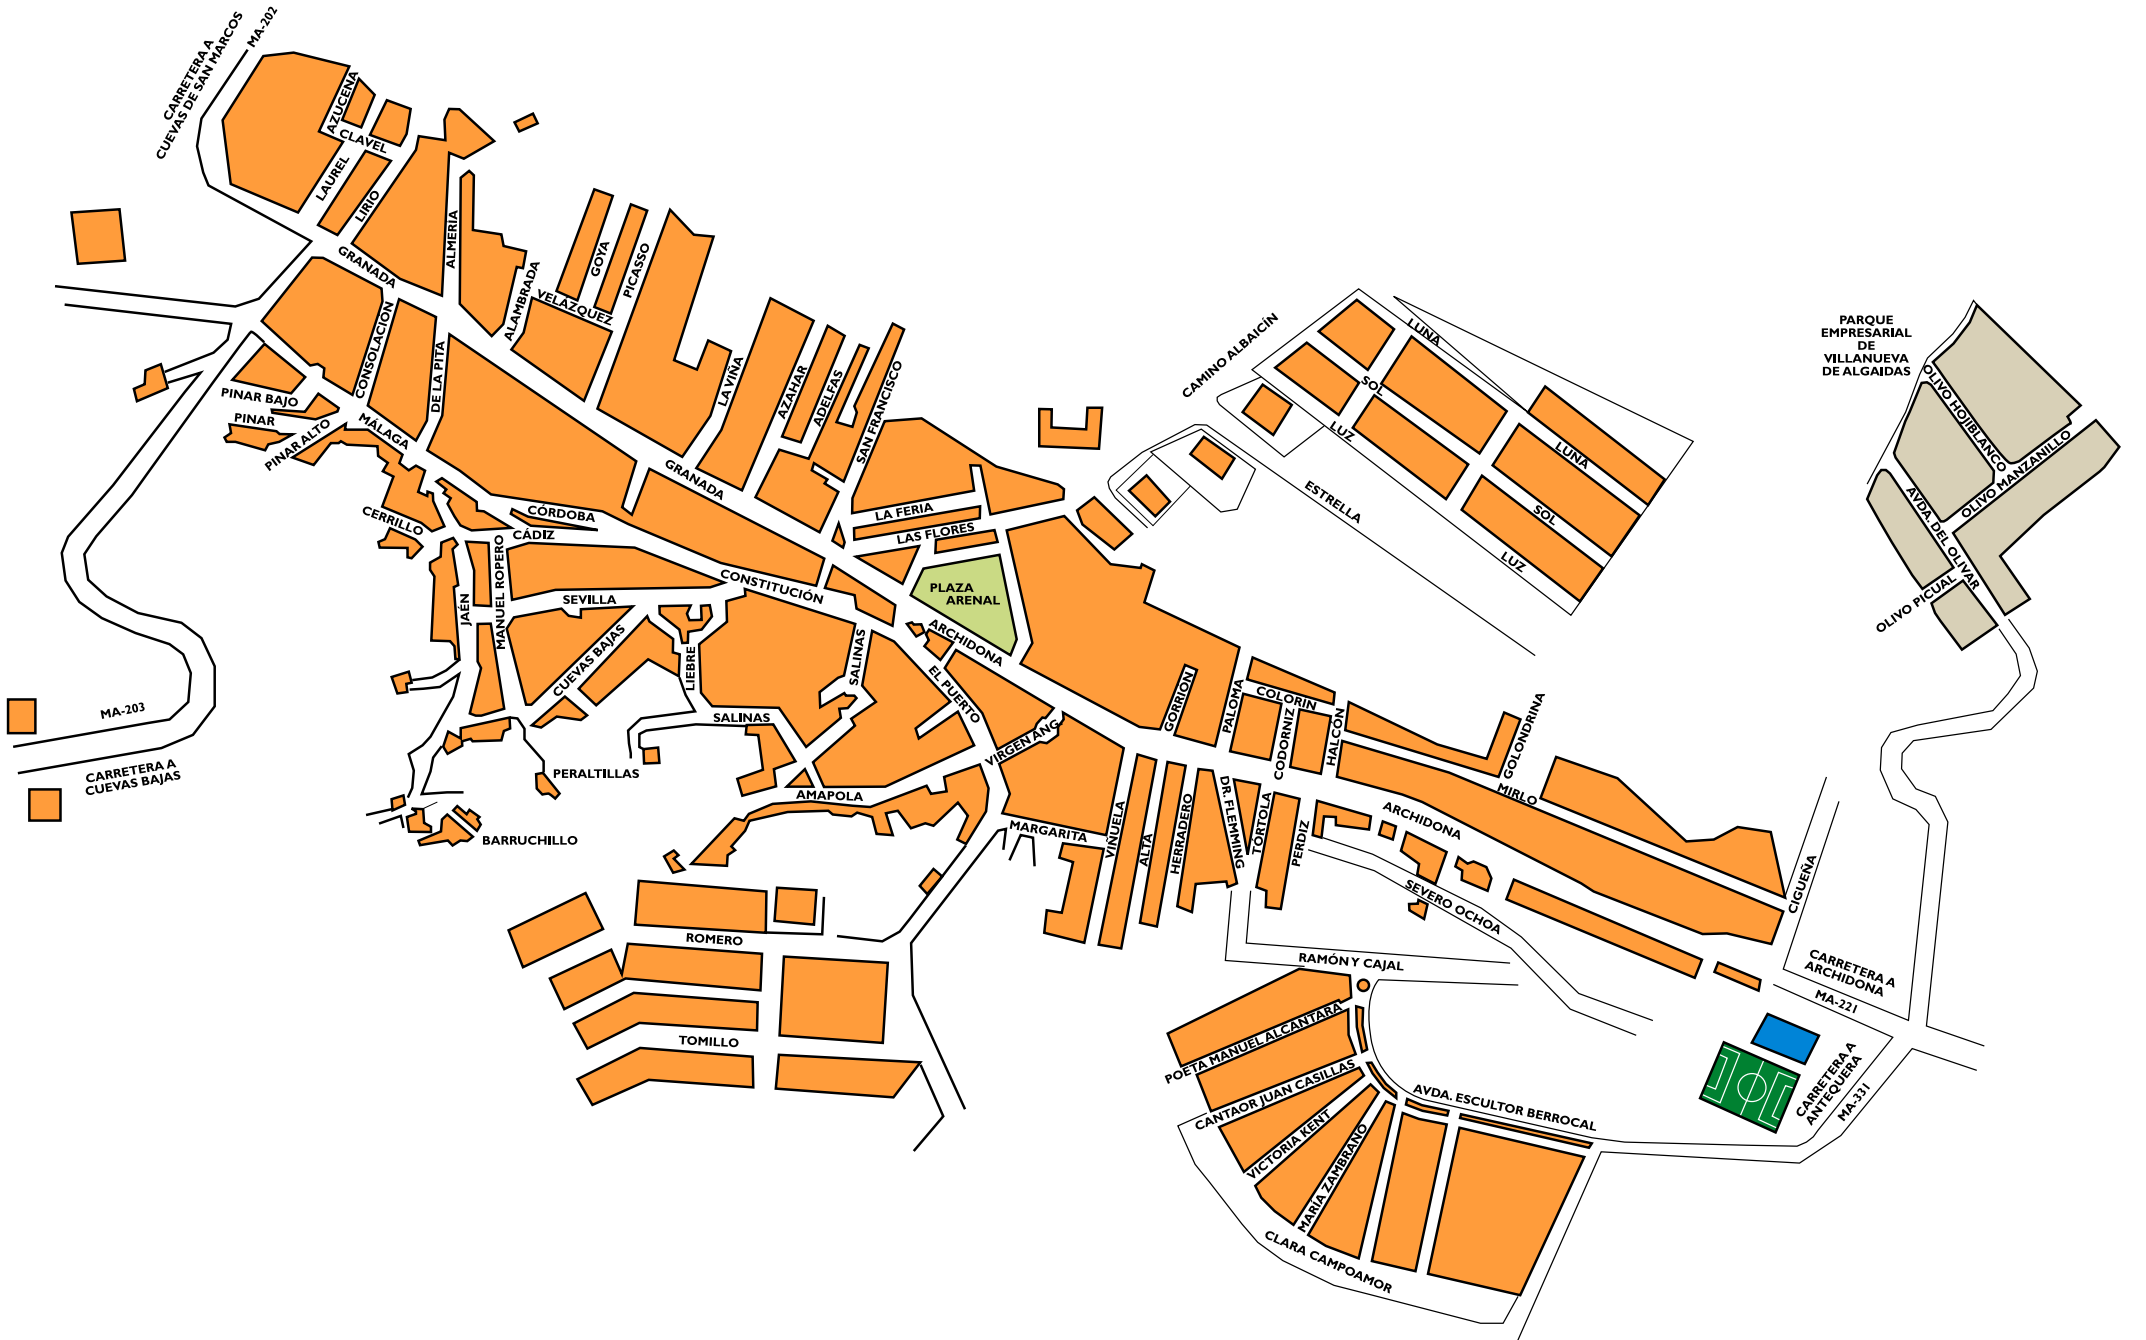 CARRETERA A
CUEVAS DE SAN MARCOS
MA-202
AZUCENA
CLAVEL
LAUREL
LIRIO
GRANADA
ALMERIA
ALAMBRADA
GOYA
PICASSO
VELÁZQUEZ
CONSOLACIÓN
DE LA PITA
PINAR BAJO
PINAR
PINAR ALTO
MÁLAGA
LA VIÑA
AZAHAR
ADELFAS
SAN FRANCISCO
GRANADA
CAMINO ALBAICÍN
LUNA
SOL
LUZ
LUNA
SOL
LUZ
ESTRELLA
PARQUE
EMPRESARIAL
DE
VILLANUEVA
DE ALGAIDAS
OLIVO HOJIBLANCO
OLIVO MANZANILLO
AVDA. DEL OLIVAR
OLIVO PICUAL
CERRILLO
CÓRDOBA
CÁDIZ
LA FERIA
LAS FLORES
PLAZA
ARENAL
CONSTITUCIÓN
JAÉN
MANUEL ROPERO
SEVILLA
CUEVAS BAJAS
LIEBRE
SALINAS
SALINAS
ARCHIDONA
EL PUERTO
VIRGEN ANG
GORRIÓN
PALOMA
COLORIN
CODORNIZ
HALCON
GOLONDRINA
MIRLO
MA-203
CARRETERA A
CUEVAS BAJAS
PERALTILLAS
BARRUCHILLO
AMAPOLA
MARGARITA
VIÑUELA
ALTA
HERRADERO
DR. FLEMMING
TÓRTOLA
PERDIZ
ARCHIDONA
SEVERO OCHOA
CIGUEÑA
ROMERO
TOMILLO
RAMÓN Y CAJAL
CARRETERA A
ARCHIDONA
MA-221
POETA MANUEL ALCANTARA
CANTAOR JUAN CASILLAS
VICTORIA KENT
MARÍA ZAMBRANO
AVDA. ESCULTOR BERROCAL
CLARA CAMPOAMOR
CARRETERA A
ANTEQUERA
MA-331